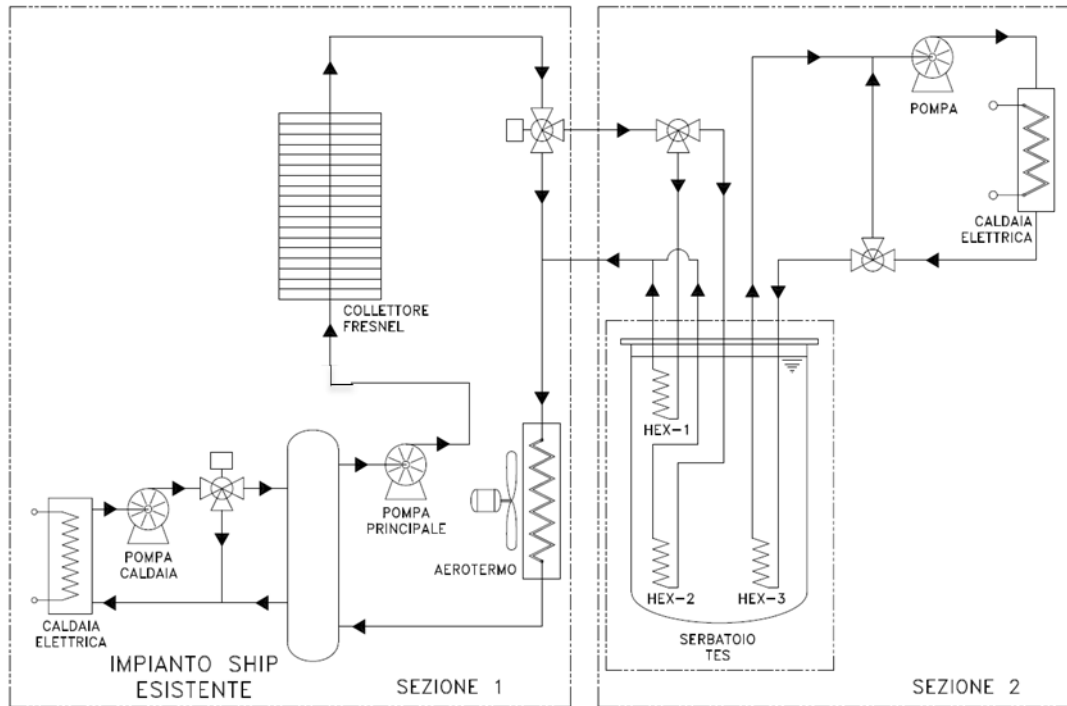 POMPA
CALDAIA
ELETTRICA
COLLETTORE
FRESNEL
HEX-1
POMPA
PRINCIPALE
POMPA
CALDAIA
AEROTERMO
HEX-2
HEX-3
CALDAIA
ELETTRICA
SERBATOIO
TES
IMPIANTO SHIP
ESISTENTE
SEZIONE 1
SEZIONE 2